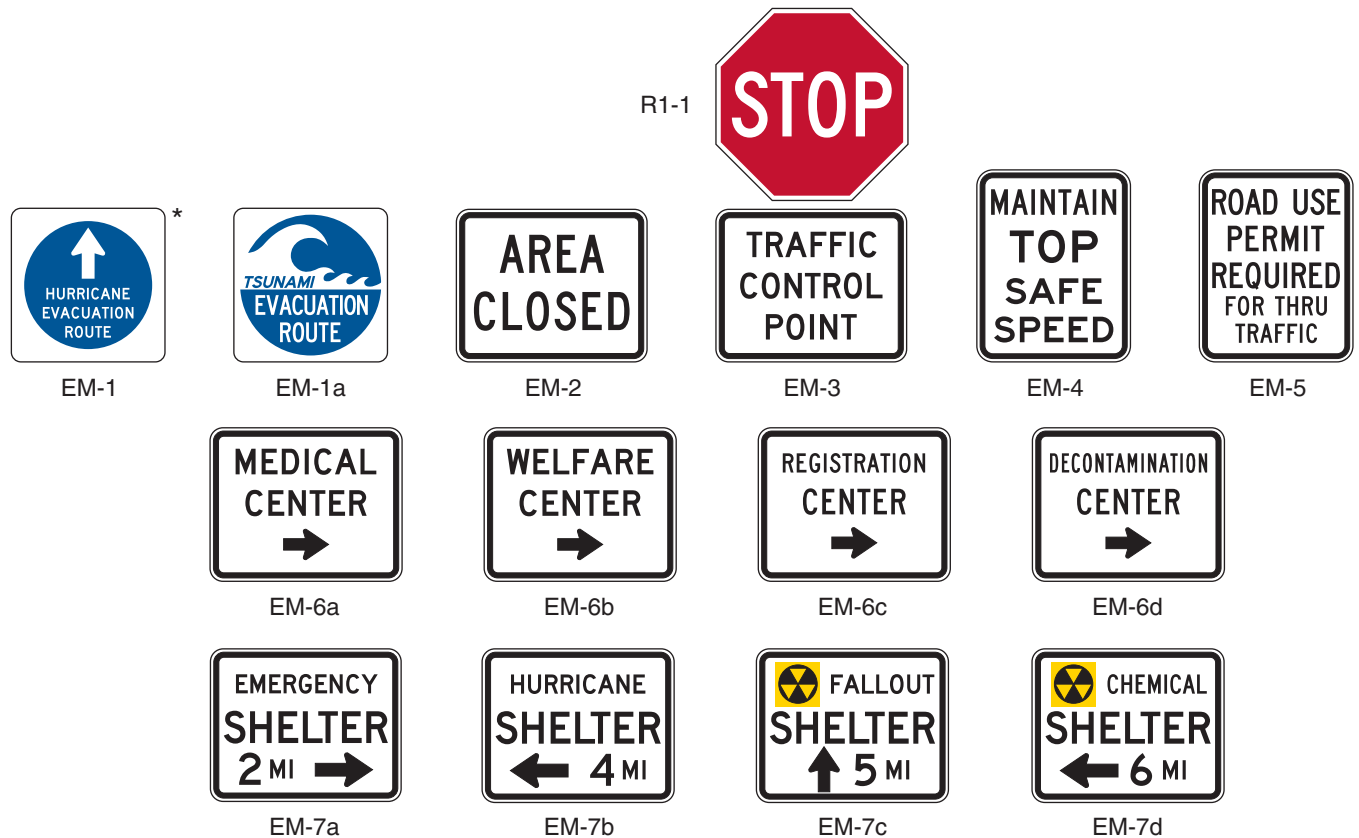 R1-1
STOP
*
HURRICANE
EVACUATION
ROUTE
EM-1
TSUNAMI
EVACUATION
ROUTE
EM-1a
AREA
CLOSED
EM-2
TRAFFIC
CONTROL
POINT
EM-3
MAINTAIN
TOP
SAFE
SPEED
EM-4
ROAD USE
PERMIT
REQUIRED
FOR THRU
TRAFFIC
EM-5
MEDICAL
CENTER
EM-6a
WELFARE
CENTER
EM-6b
REGISTRATION
CENTER
EM-6c
DECONTAMINATION
CENTER
EM-6d
EMERGENCY
SHELTER
2 MI
EM-7a
HURRICANE
SHELTER
4 MI
EM-7b
FALLOUT
SHELTER
5 MI
EM-7c
CHEMICAL
SHELTER
6 MI
EM-7d